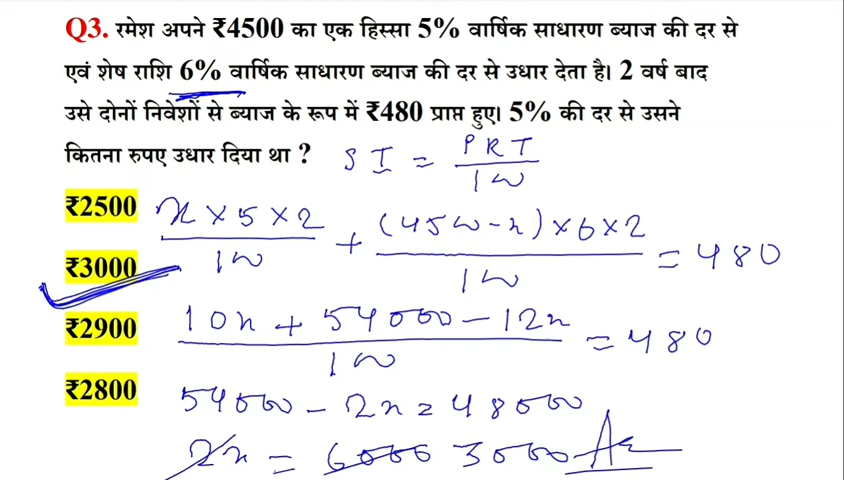 Q3. रमेश अपने ₹4500 का एक हिस्सा 5% वार्षिक साधारण ब्याज की दर से
एवं शेष राशि 6% वार्षिक साधारण ब्याज की दर से उधार देता है। 2 वर्ष बाद
उसे दोनों निवेशों से ब्याज के रूप में ₹480 प्राप्त हुए। 5% की दर से उसने
कितना रुपए उधार दिया था ?
SI = PRT/100
₹2500
x×5×2/100 + (4500-x)×6×2/100 = 480
₹3000
₹2900
10x + 54000 - 12x/100 = 480
₹2800
54000 - 2x = 48000
2x = 6000 3000 Ans